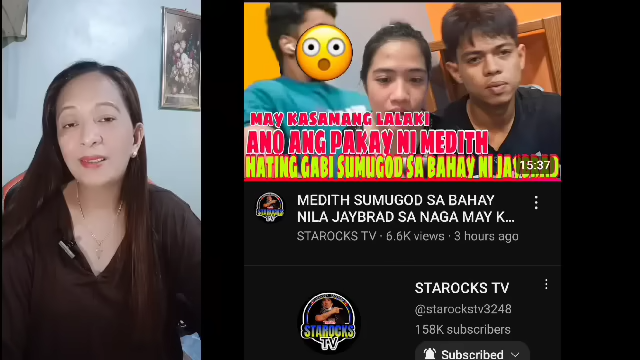 MAY KASAMANG LALAKI
ANO ANG PAKAY NI MEDITH
HATING GABI SUMUGOD SA BAHAY NI
15:37
MEDITH SUMUGOD SA BAHAY
NILA JAYBRAD SA NAGA MAY K...
STAROCKS TV · 6.6K views · 3 hours ago
STAROCKS TV
@starockstv3248
158K subscribers
Subscribed
STAROCKS
TV